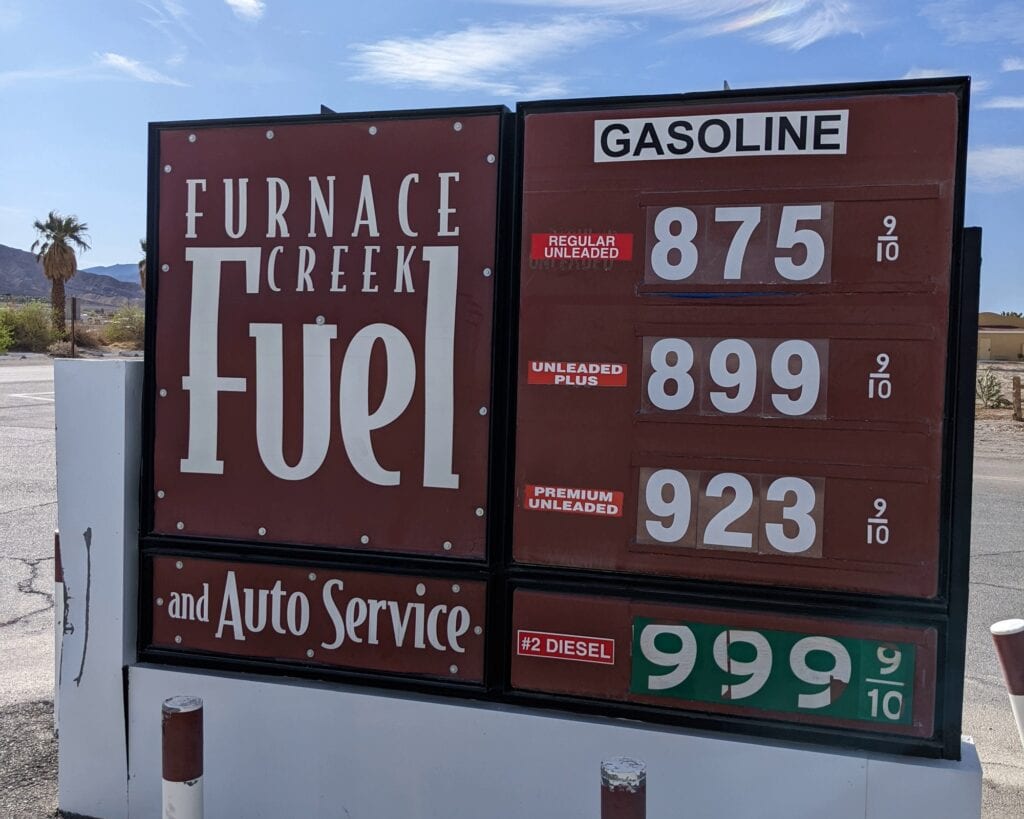 FURNACE
CREEK
FUEL
and Auto Service
GASOLINE
REGULAR
UNLEADED
875 9/10
UNLEADED
PLUS
899 9/10
PREMIUM
UNLEADED
923 9/10
#2 DIESEL
999 9/10